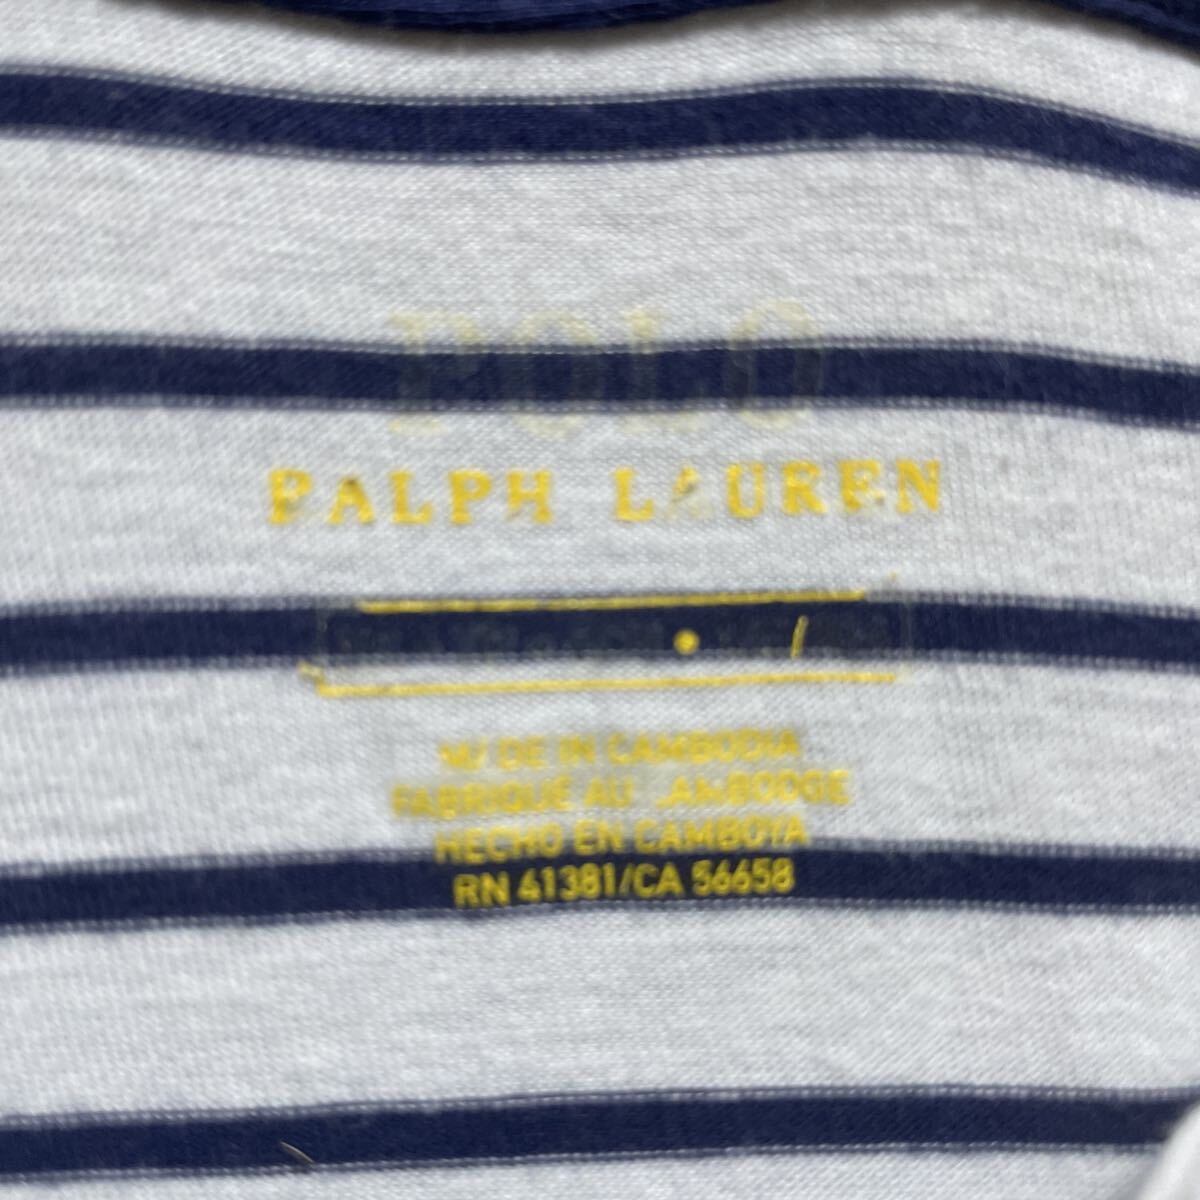 POLO
RALPH LAUREN
MADE IN CAMBODIA
FABRIQUÉ AU CAMBODGE
HECHO EN CAMBOYA
RN 41381/CA 56658